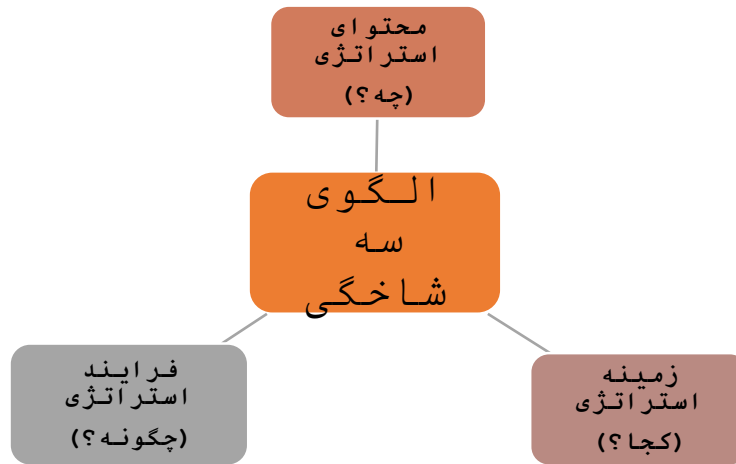 محتوای
استراتژی
(چه؟)
الگوی
سه
شاخگی
زمینه
استراتژی
(کجا؟)
فرایند
استراتژی
(چگونه؟)